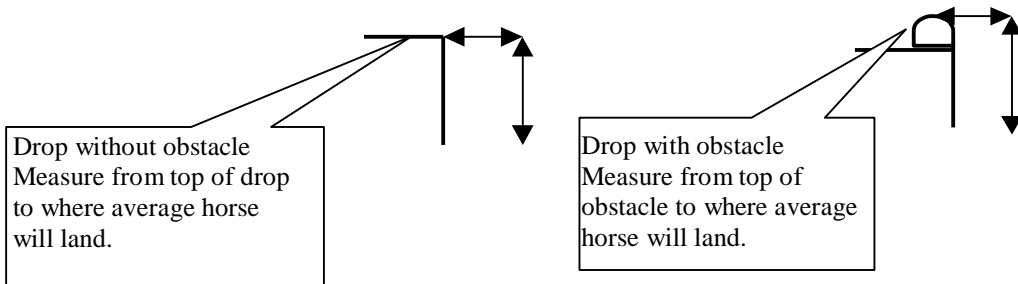 Drop without obstacle
Measure from top of drop
to where average horse
will land.
Drop with obstacle
Measure from top of
obstacle to where average
horse will land.